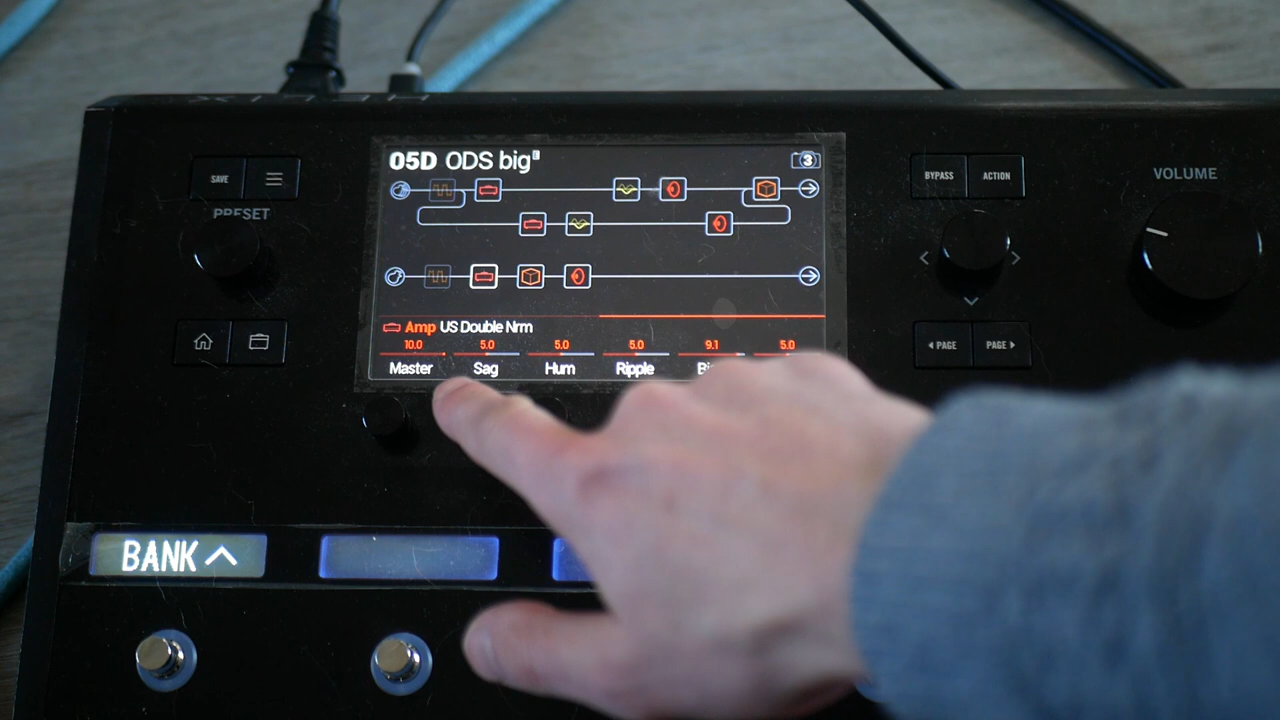 HELIX
SAVE
PRESET
05D ODS big
3
BYPASS
ACTION
VOLUME
◄ PAGE
PAGE ►
Amp US Double Nrm
10.0 5.0 5.0 5.0 9.1 5.0
Master Sag Hum Ripple
BANK